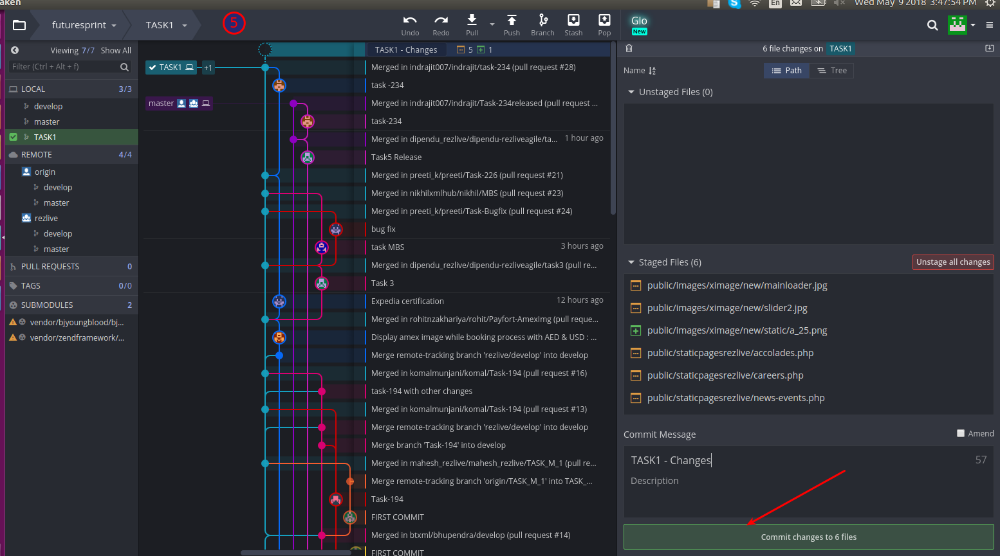 aken
En
Wed May 9 2018 3:47:54 PM
futuresprint
TASK1
5
Undo
Redo
Pull
Push
Branch
Stash
Pop
Glo
New
Viewing 7/7 Show All
Filter (Ctrl + Alt + f)
LOCAL 3/3
develop
master
TASK1
REMOTE 4/4
origin
develop
master
rezlive
develop
master
PULL REQUESTS 0
TAGS 0/0
SUBMODULES 2
vendor/bjyoungblood/bj...
vendor/zendframework/...
TASK1 - Changes 5 1
TASK1 +1 Merged in indrajit007/indrajit/task-234 (pull request #28)
task -234
master Merged in indrajit007/indrajit/Task-234released (pull request ...
task-234
Merged in dipendu_rezlive/dipendu-rezliveagile/ta... 1 hour ago
Task5 Release
Merged in preeti_k/preeti/Task-226 (pull request #21)
Merged in nikhilxmlhub/nikhil/MBS (pull request #23)
Merged in preeti_k/preeti/Task-Bugfix (pull request #24)
bug fix
task MBS 3 hours ago
Merged in dipendu_rezlive/dipendu-rezliveagile/task3 (pull re...
Task 3
Expedia certification 12 hours ago
Merged in rohitnzakhariya/rohit/Payfort-AmexImg (pull reque...
Display amex image while booking process with AED & USD : ...
Merge remote-tracking branch 'rezlive/develop' into develop
Merged in komalmunjani/komal/Task-194 (pull request #16)
task-194 with other changes
Merged in komalmunjani/komal/Task-194 (pull request #13)
Merge remote-tracking branch 'rezlive/develop' into develop
Merge branch 'Task-194' into develop
Merged in mahesh_rezlive/mahesh_rezlive/TASK_M_1 (pull re...
Merge remote-tracking branch 'origin/TASK_M_1' into TASK_...
Task-194
FIRST COMMIT
Merged in btxml/bhupendra/develop (pull request #14)
FIRST COMMIT
6 file changes on TASK1
Name
Path
Tree
Unstaged Files (0)
Staged Files (6)
Unstage all changes
public/images/ximage/new/mainloader.jpg
public/images/ximage/new/slider2.jpg
public/images/ximage/new/static/a_25.png
public/staticpagesrezlive/accolades.php
public/staticpagesrezlive/careers.php
public/staticpagesrezlive/news-events.php
Commit Message
Amend
TASK1 - Changes 57
Description
Commit changes to 6 files